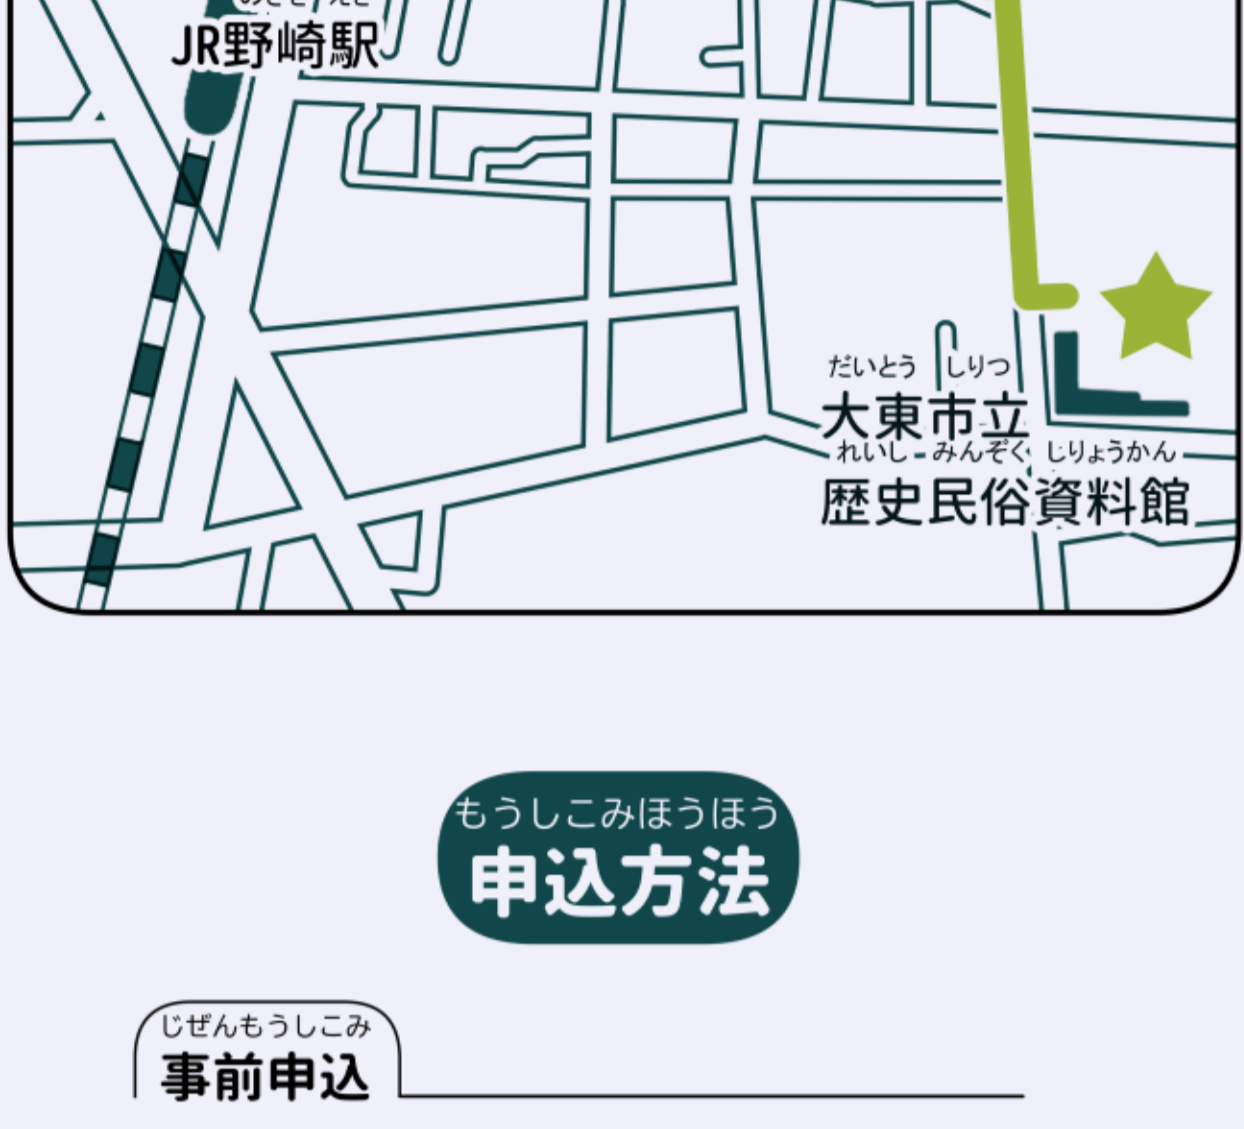 JR野崎駅
だいとう しりつ
大東市立
れいし みんぞく じりょうかん
歴史民俗資料館
もうしこみほうほう
申込方法
じぜんもうしこみ
事前申込